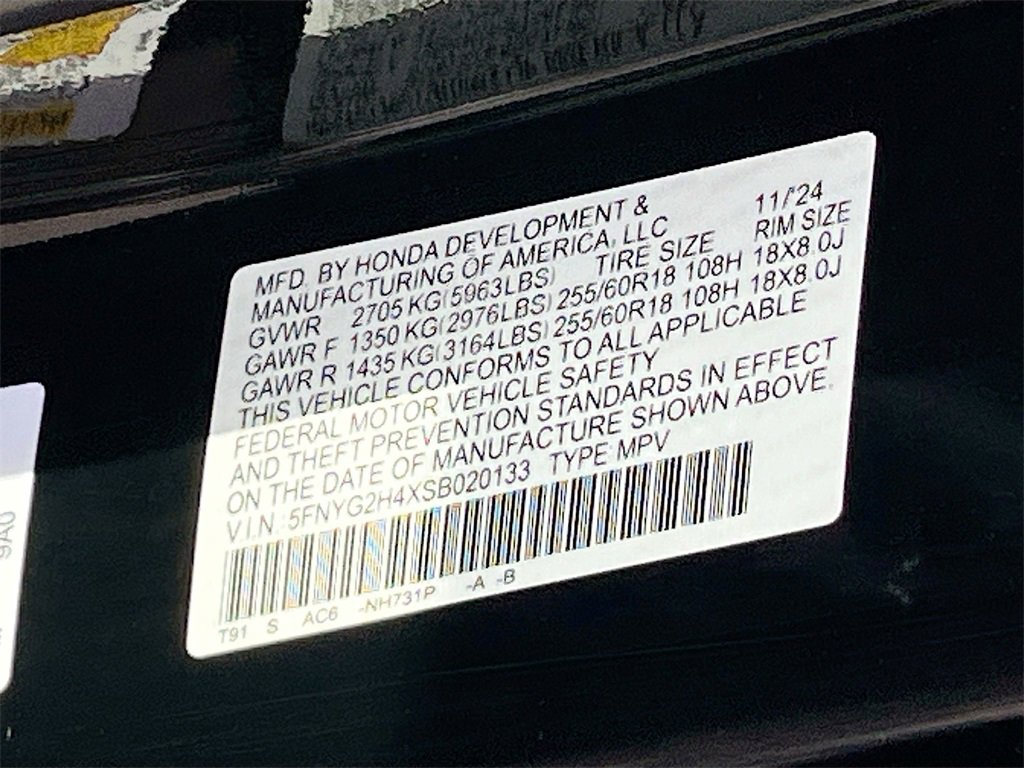 MFD. BY HONDA DEVELOPMENT & 11/'24
MANUFACTURING OF AMERICA, LLC
GVWR 2705 KG(5963LBS) TIRE SIZE RIM SIZE
GAWR F 1350 KG(2976LBS) 255/60R18 108H 18X8.0J
GAWR R 1435 KG(3164LBS) 255/60R18 108H 18X8.0J
THIS VEHICLE CONFORMS TO ALL APPLICABLE
FEDERAL MOTOR VEHICLE SAFETY
AND THEFT PREVENTION STANDARDS IN EFFECT
ON THE DATE OF MANUFACTURE SHOWN ABOVE.
V.I.N.:5FNYG2H4XSB020133 TYPE:MPV
T91 S AC6 -NH731P -A -B
9A0